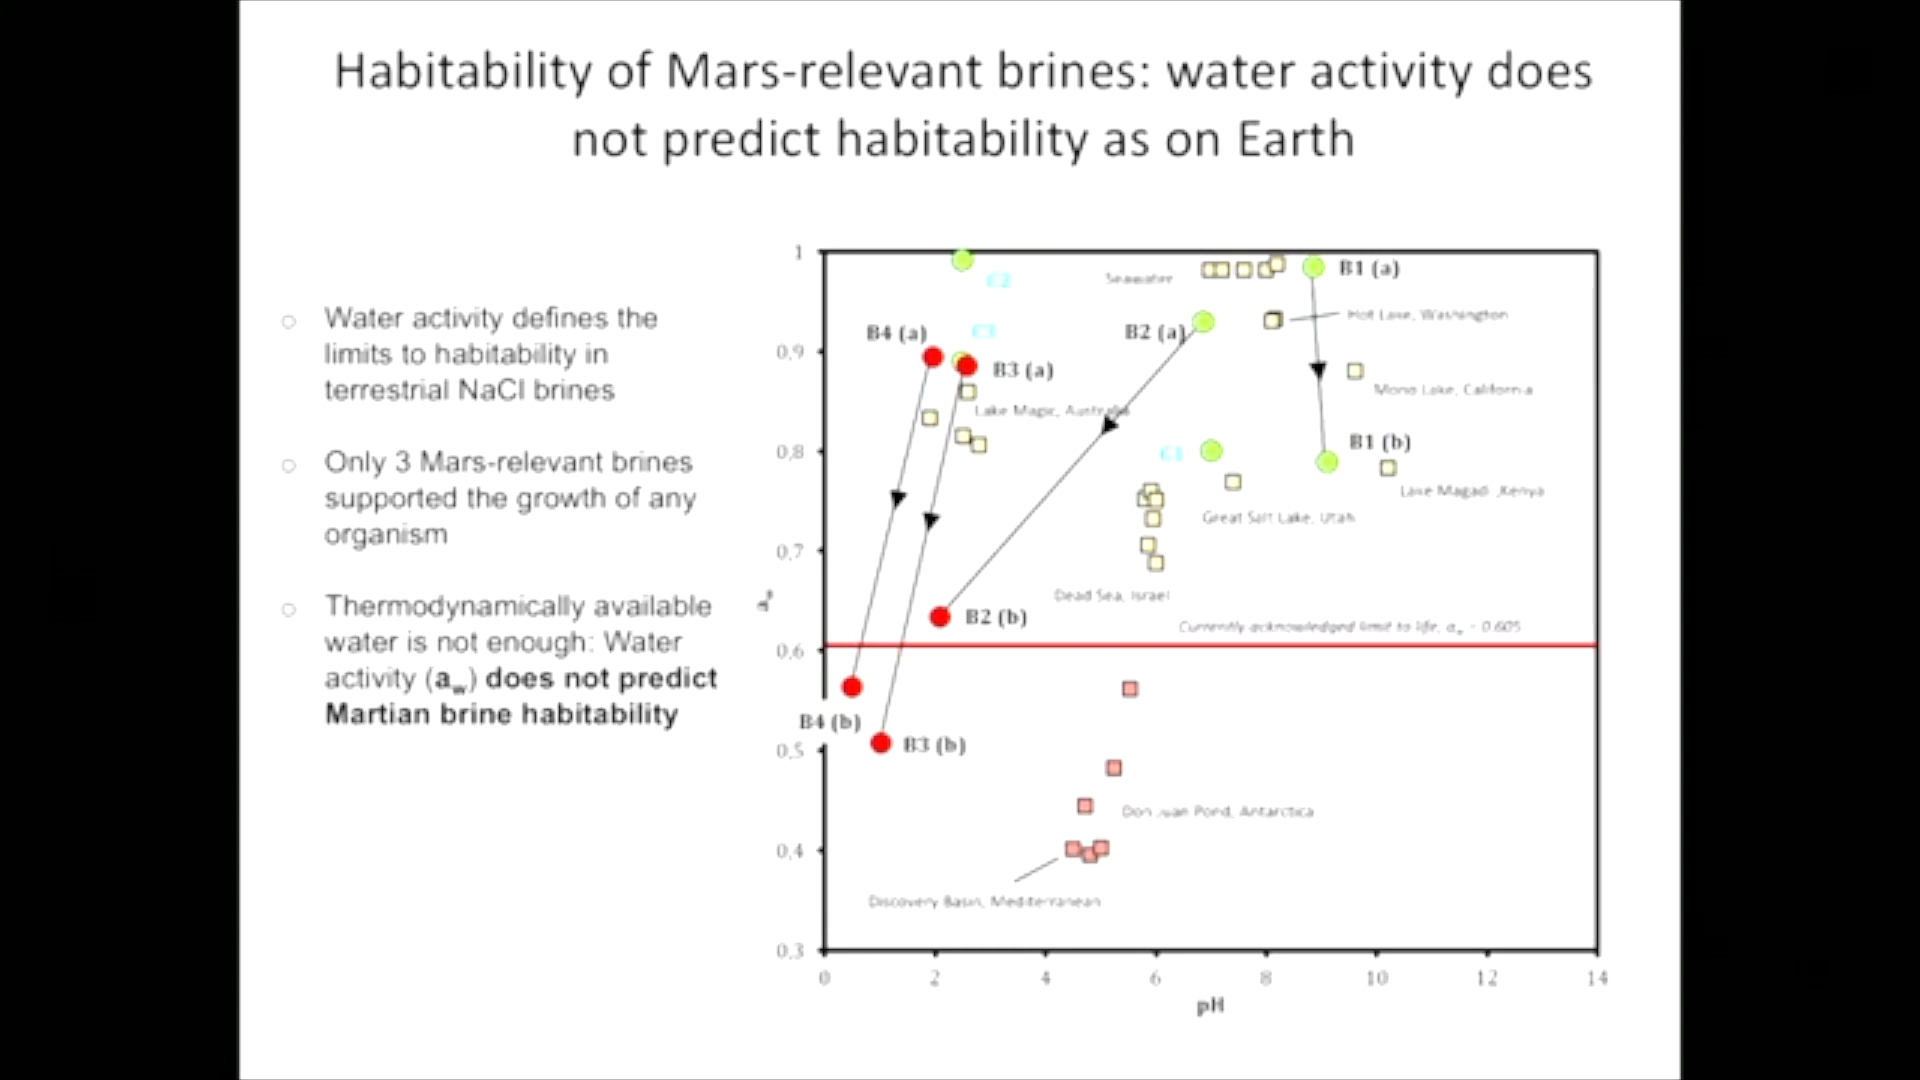 Habitability of Mars-relevant brines: water activity does
not predict habitability as on Earth
Water activity defines the
limits to habitability in
terrestrial NaCl brines
Only 3 Mars-relevant brines
supported the growth of any
organism
Thermodynamically available
water is not enough: Water
activity (aw) does not predict
Martian brine habitability
1
0,9
0,8
0,7
0,6
0,5
0,4
0,3
aw
0
2
4
6
8
10
12
14
pH
C2
Seawater
B1 (a)
Hot Lake, Washington
B4 (a)
B2 (a)
B3 (a)
Mono Lake, California
Lake Magic, Australia
B1 (b)
Lake Magadi, Kenya
Great Salt Lake, Utah
Dead Sea, Israel
B2 (b)
Currently acknowledged limit to life, aw = 0.605
B4 (b)
B3 (b)
Don Juan Pond, Antarctica
Discovery Basin, Mediterranean